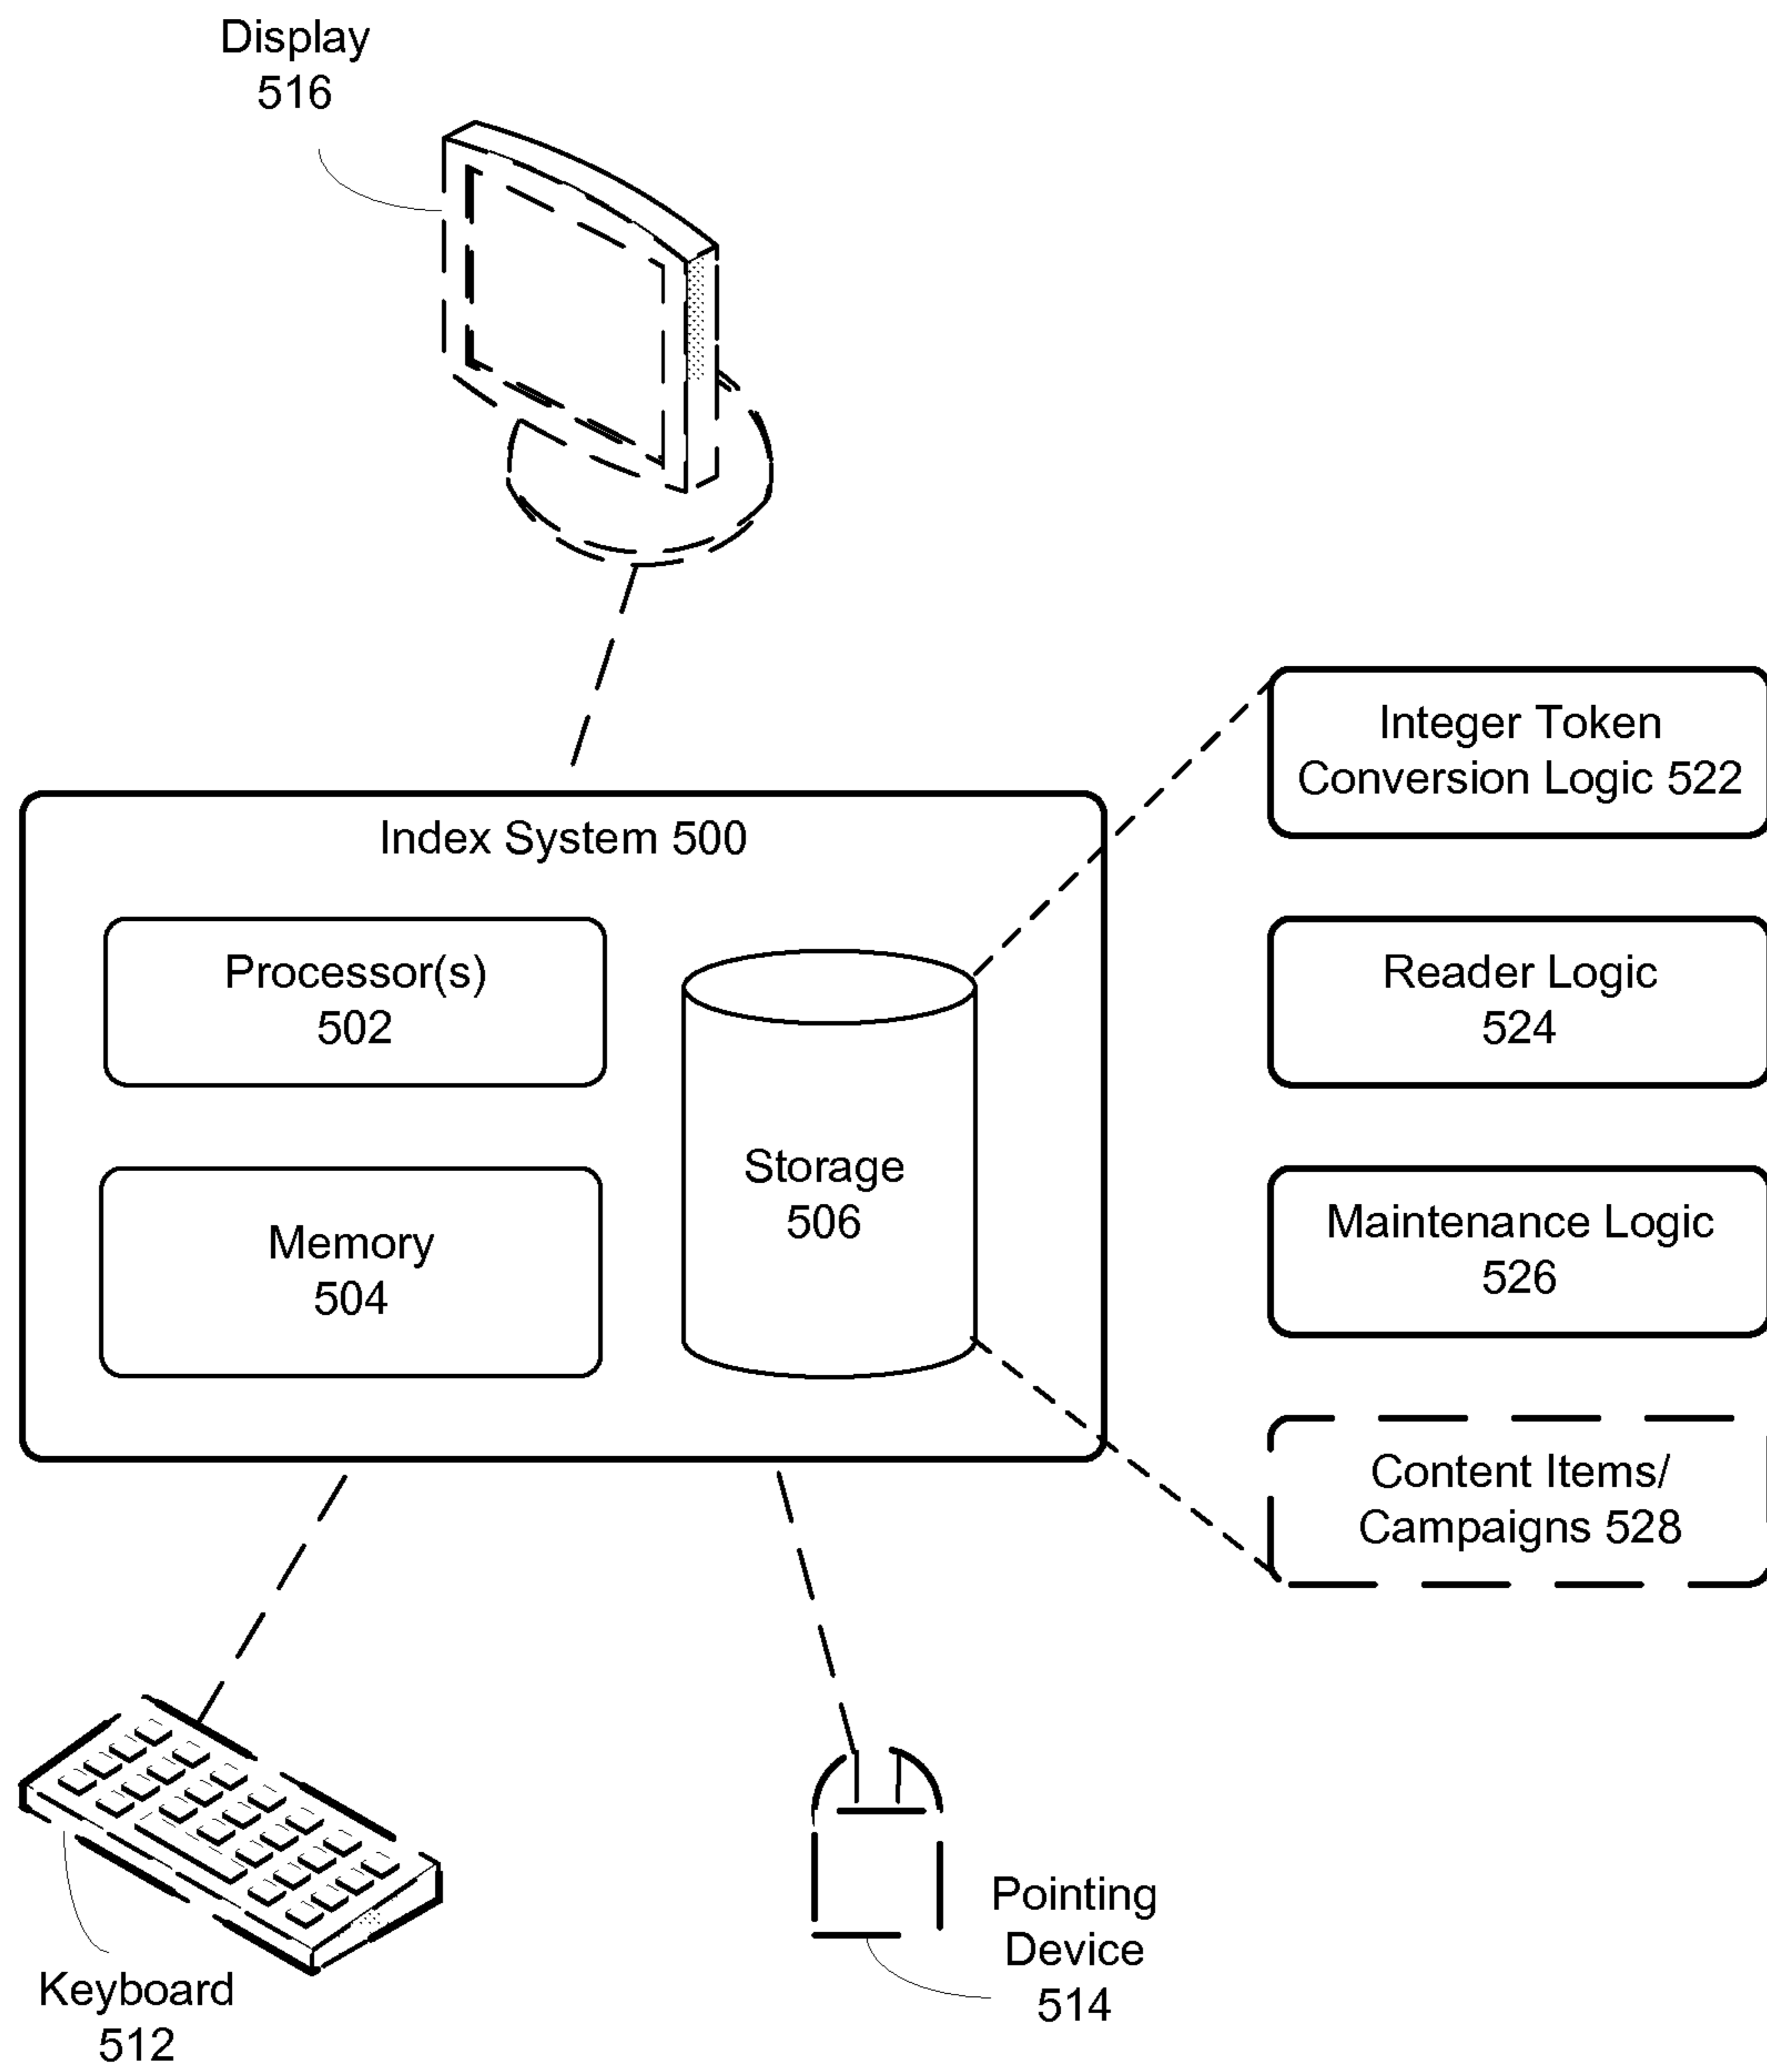 Display
516
Integer Token
Conversion Logic 522
Index System 500
Processor(s)
502
Reader Logic
524
Storage
506
Memory
504
Maintenance Logic
526
Content Items/
Campaigns 528
Pointing
Device
514
Keyboard
512